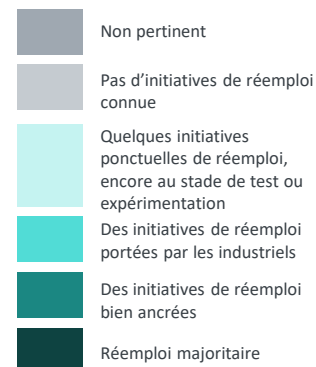 Non pertinent
Pas d'initiatives de réemploi
connue
Quelques initiatives
ponctuelles de réemploi,
encore au stade de test ou
expérimentation
Des initiatives de réemploi
portées par les industriels
Des initiatives de réemploi
bien ancrées
Réemploi majoritaire